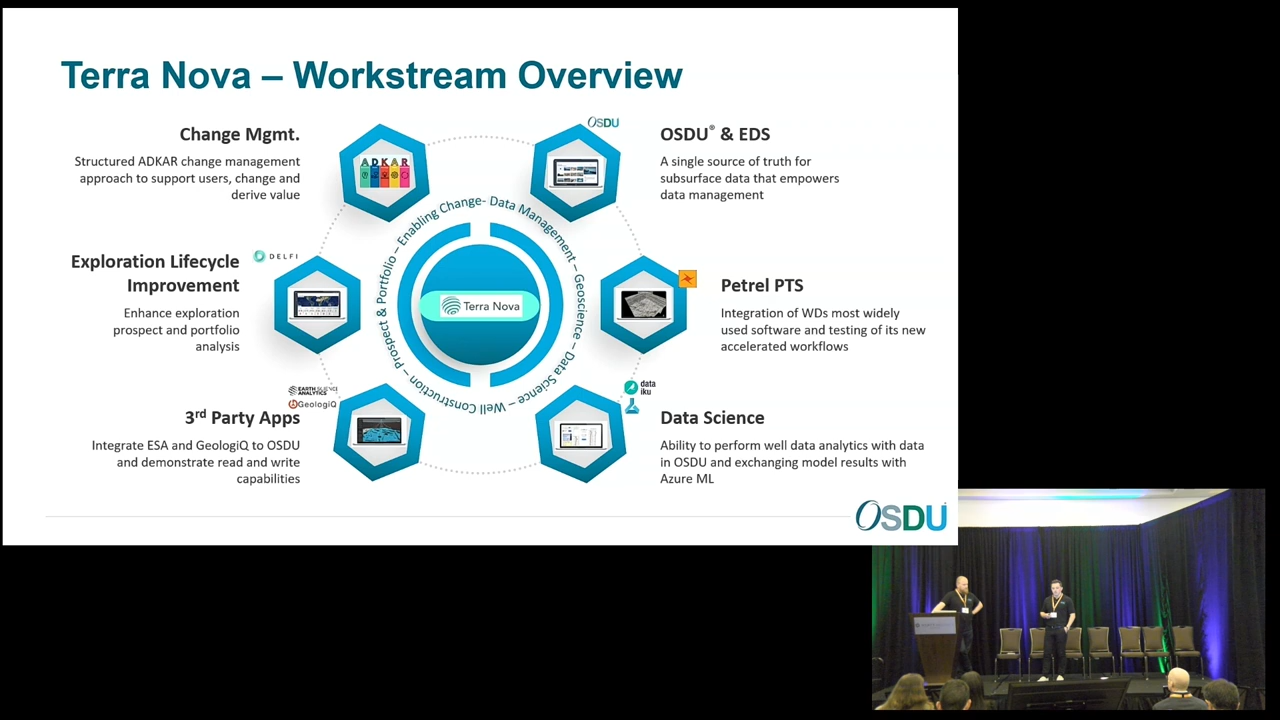 Terra Nova – Workstream Overview
Change Mgmt.
Structured ADKAR change management
approach to support users, change and
derive value
ADKAR
OSDU
OSDU® & EDS
A single source of truth for
subsurface data that empowers
data management
Exploration Lifecycle
Improvement
Enhance exploration
prospect and portfolio
analysis
DELFI
Prospect & Portfolio – Enabling Change- Data Management – Geoscience – Data Science – Well Construction –
Terra Nova
Petrel PTS
Integration of WDs most widely
used software and testing of its new
accelerated workflows
EARTH SCIENCE
ANALYTICS
GeologiQ
3rd Party Apps
Integrate ESA and GeologiQ to OSDU
and demonstrate read and write
capabilities
data
iku
Data Science
Ability to perform well data analytics with data
in OSDU and exchanging model results with
Azure ML
OSDU